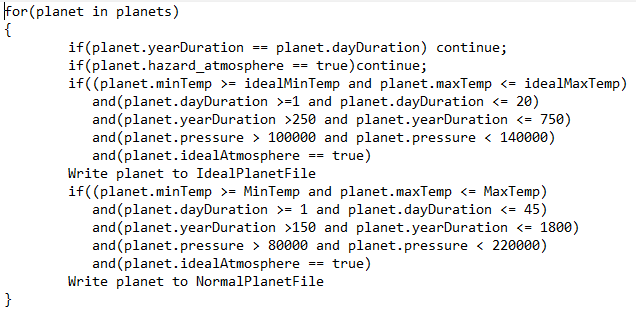 for(planet in planets)
{
if(planet.yearDuration == planet.dayDuration) continue;
if(planet.hazard_atmosphere == true)continue;
if((planet.minTemp >= idealMinTemp and planet.maxTemp <= idealMaxTemp)
and(planet.dayDuration >=1 and planet.dayDuration <= 20)
and(planet.yearDuration >250 and planet.yearDuration <= 750)
and(planet.pressure > 100000 and planet.pressure < 140000)
and(planet.idealAtmosphere == true)
Write planet to IdealPlanetFile
if((planet.minTemp >= MinTemp and planet.maxTemp <= MaxTemp)
and(planet.dayDuration >= 1 and planet.dayDuration <= 45)
and(planet.yearDuration >150 and planet.yearDuration <= 1800)
and(planet.pressure > 80000 and planet.pressure < 220000)
and(planet.idealAtmosphere == true)
Write planet to NormalPlanetFile
}